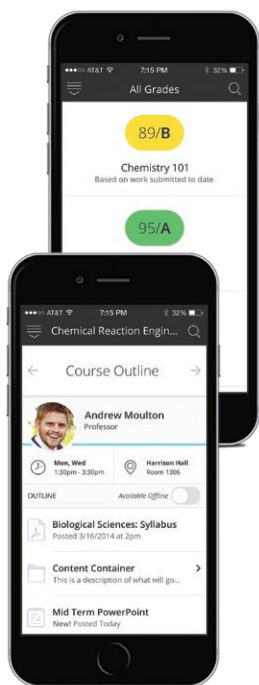 ●●●○○ AT&T 7:15 PM 32%
All Grades
89/B
Chemistry 101
Based on work submitted to date
95/A
●●●○○ AT&T 7:15 PM 32%
Chemical Reaction Engin...
Course Outline
Andrew Moulton
Professor
Mon, Wed
1:30pm - 3:30pm
Harrison Hall
Room 1306
OUTLINE Available Offline
Biological Sciences: Syllabus
Posted 3/16/2014 at 2pm
Content Container
This is a description of what will go...
Mid Term PowerPoint
New! Posted Today